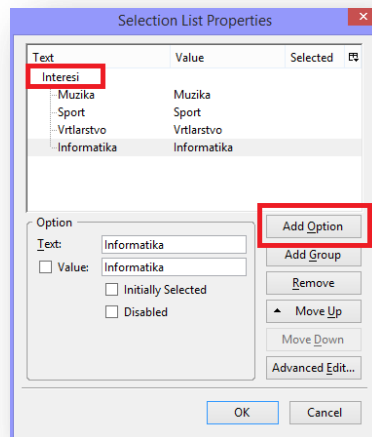 Selection List Properties
Text Value Selected
Interesi
Muzika Muzika
Sport Sport
Vrtlarstvo Vrtlarstvo
Informatika Informatika
Option
Text: Informatika
Value: Informatika
Initially Selected
Disabled
Add Option
Add Group
Remove
Move Up
Move Down
Advanced Edit...
OK Cancel